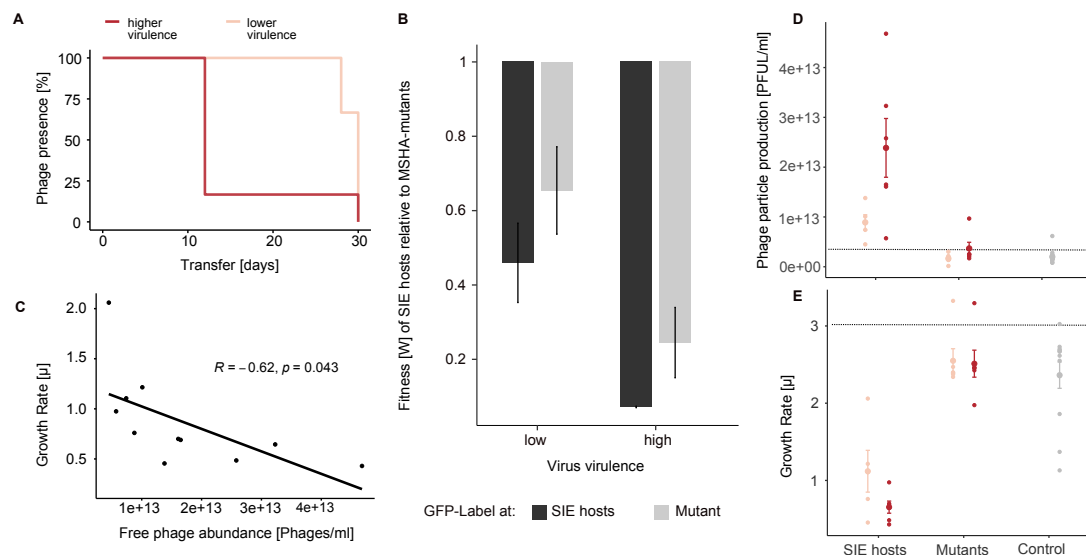 A
higher
virulence
lower
virulence
Phage presence [%]
100
75
50
25
0
0
10
20
30
Transfer [days]
B
Fitness [W] of SIE hosts relative to MSHA-mutants
1
0.8
0.6
0.4
0.2
low
high
Virus virulence
GFP-Label at:
SIE hosts
Mutant
C
Growth Rate [µ]
2.0
1.5
1.0
0.5
R = −0.62, p = 0.043
1e+13
2e+13
3e+13
4e+13
Free phage abundance [Phages/ml]
D
Phage particle production [PFUL/ml]
4e+13
3e+13
2e+13
1e+13
0e+00
E
Growth Rate [µ]
3
2
1
SIE hosts
Mutants
Control